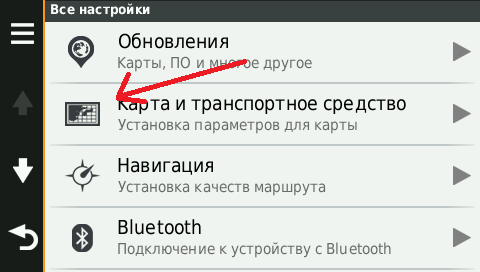 Все настройки
Обновления
Карты, ПО и многое другое
Карта и транспортное средство
Установка параметров для карты
Навигация
Установка качеств маршрута
Bluetooth
Подключение к устройству с Bluetooth